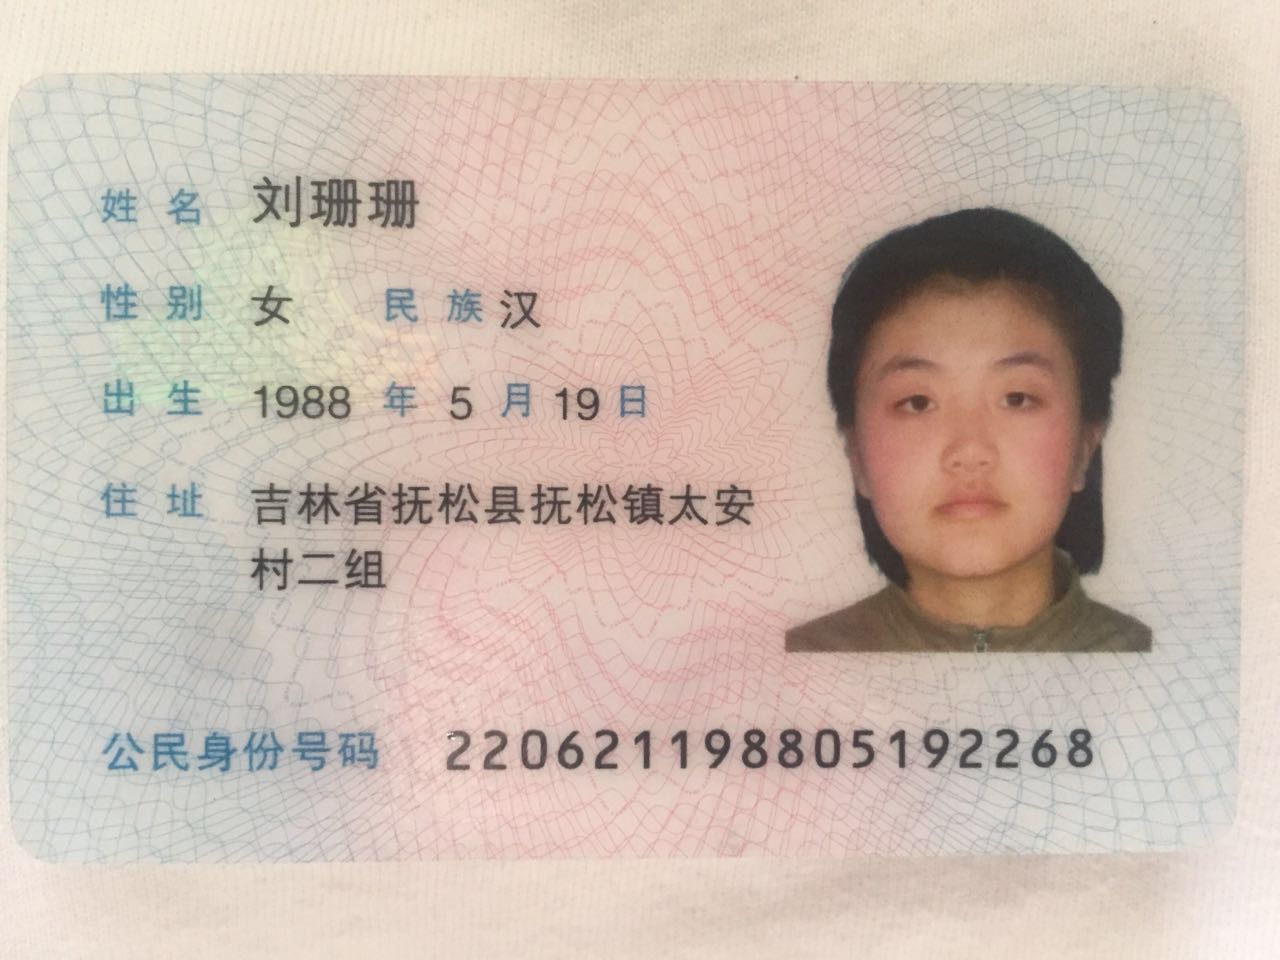 姓名 刘珊珊
性别 女 民族 汉
出生 1988 年 5 月 19 日
住址 吉林省抚松县抚松镇太安
村二组
公民身份号码 220621198805192268